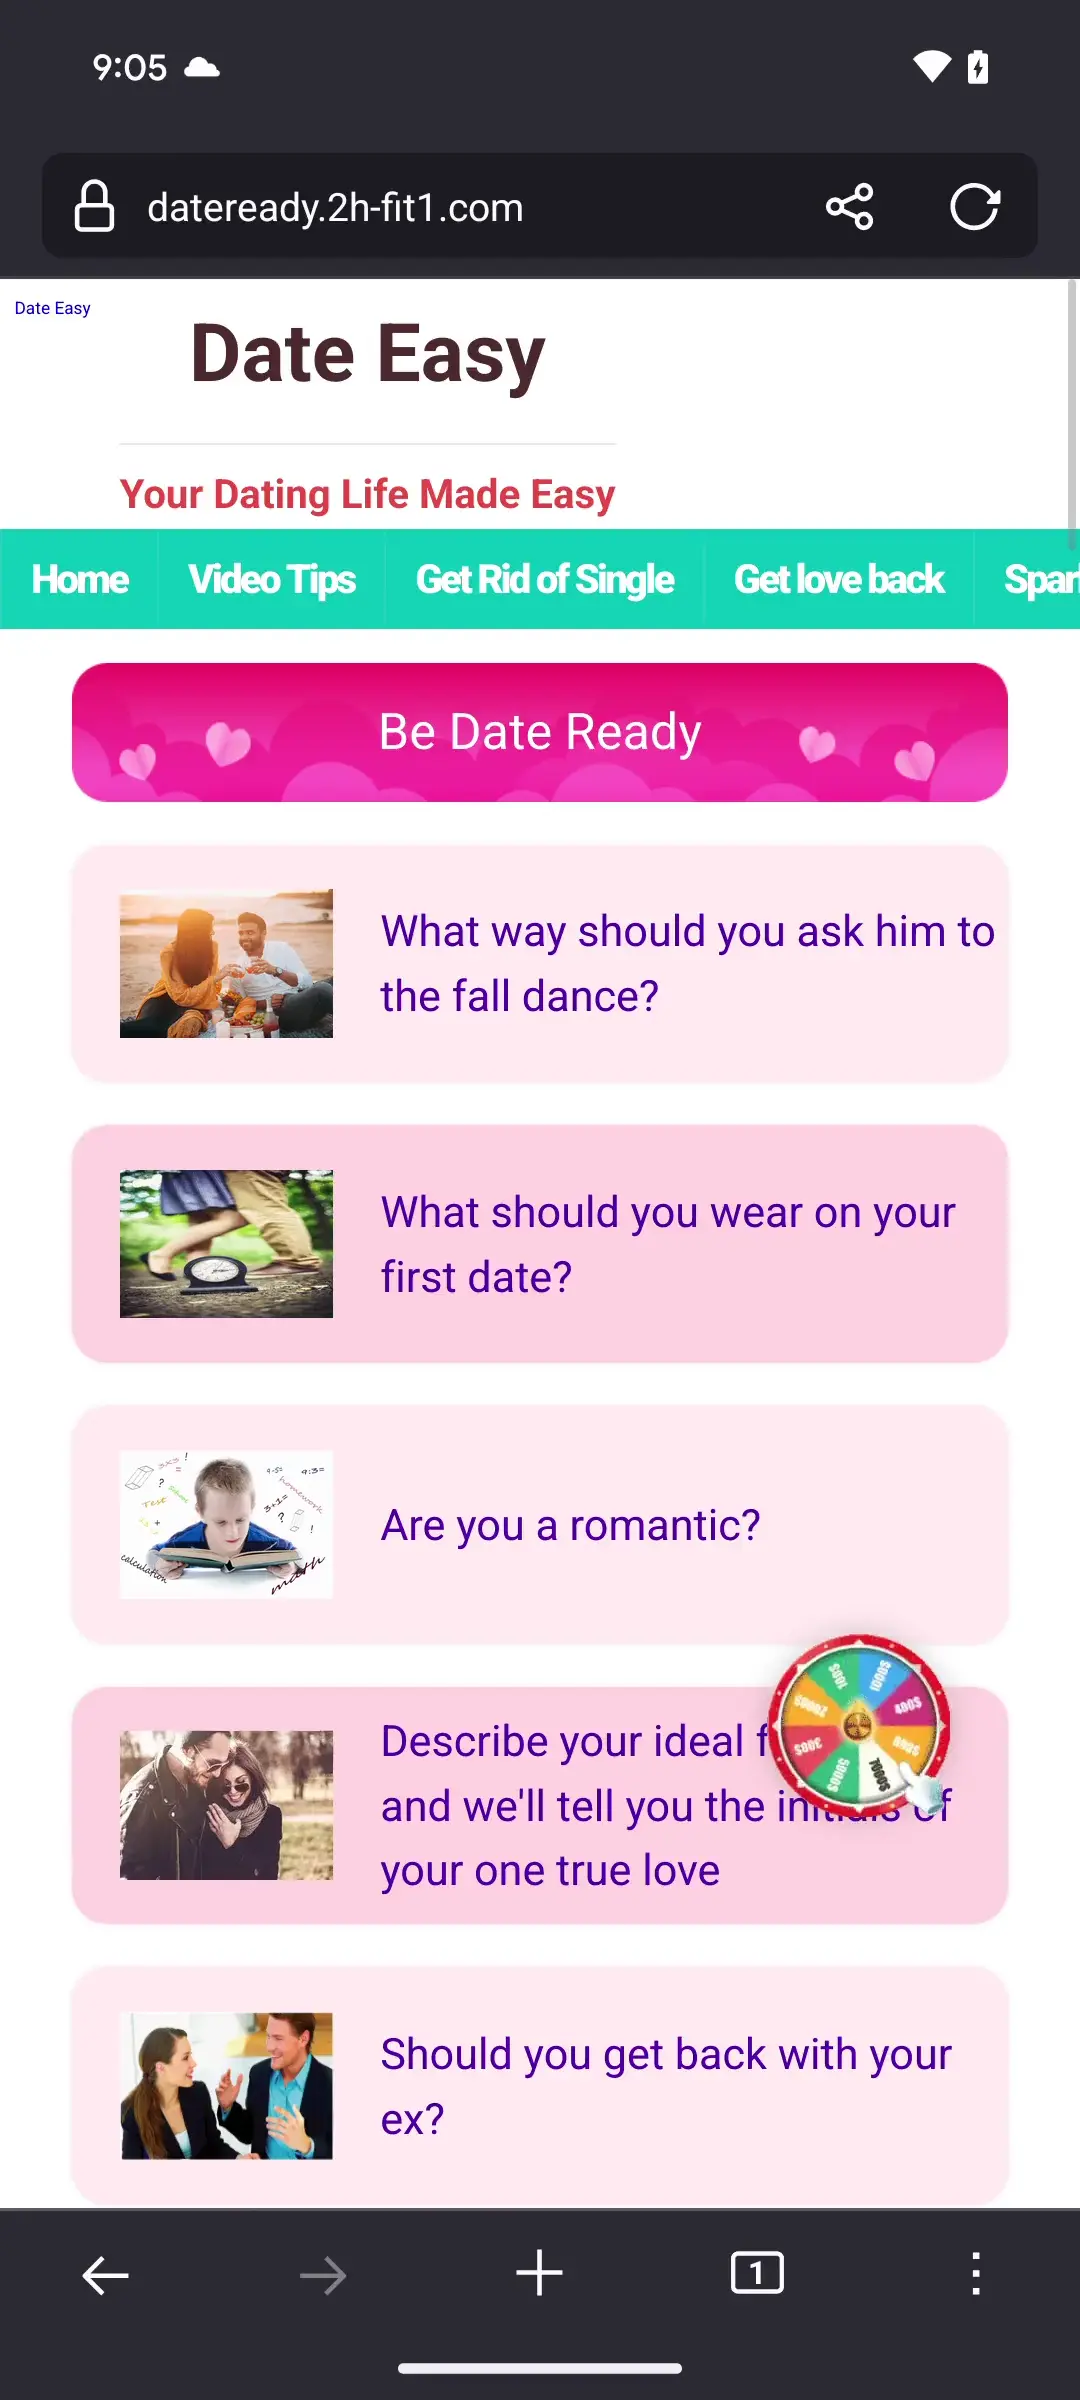 9:05
dateready.2h-fit1.com
Date Easy
Date Easy
Your Dating Life Made Easy
Home Video Tips Get Rid of Single Get love back Spar
Be Date Ready
What way should you ask him to
the fall dance?
What should you wear on your
first date?
Are you a romantic?
Describe your ideal f
and we'll tell you the initials of
your one true love
Should you get back with your
ex?
1